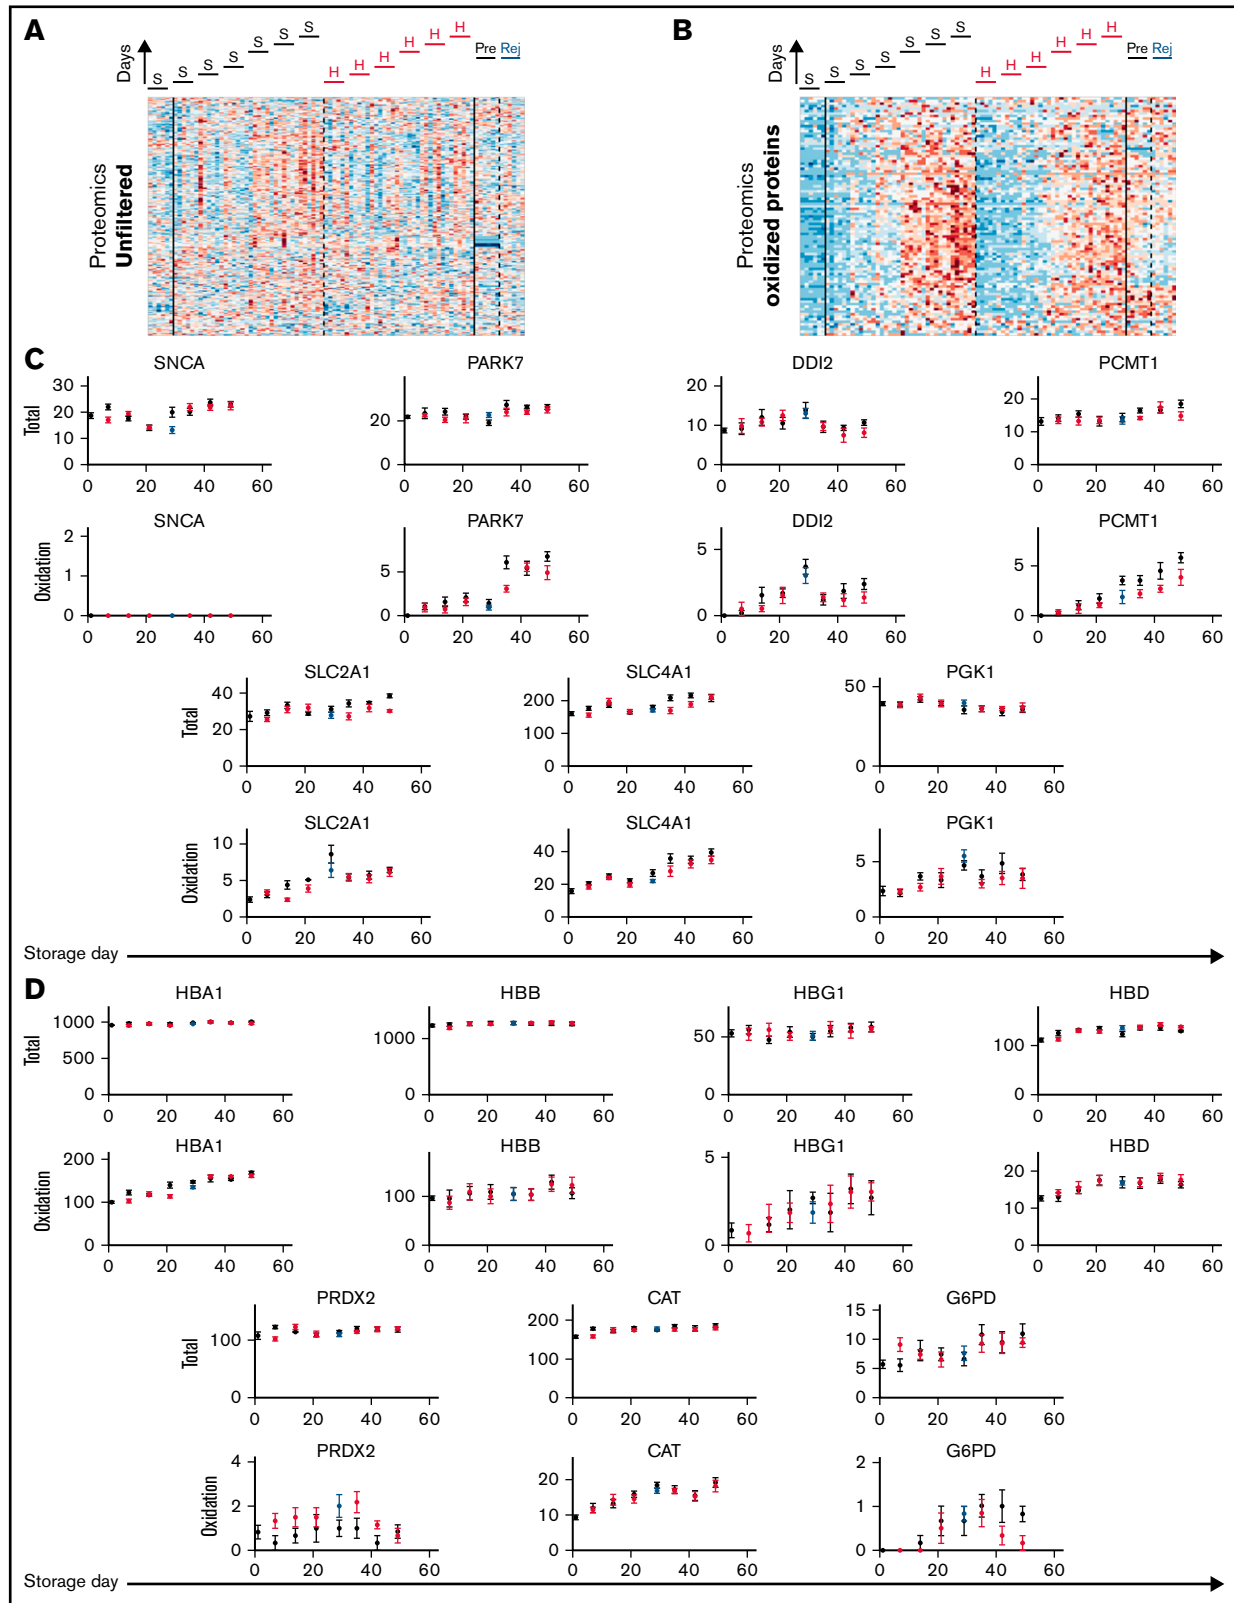 A
Days
S S S S S S S H H H H H H Pre Rej
Proteomics
Unfiltered
B
Days
S S S S S S S H H H H H H Pre Rej
Proteomics
oxidized proteins
C
SNCA PARK7 DDI2 PCMT1
Total
30 20 10 0
20 0
20 10 0
20 10 0
0 20 40 60 0 20 40 60 0 20 40 60 0 20 40 60
SNCA PARK7 DDI2 PCMT1
Oxidation
2 1 0
5 0
5 0
5 0
0 20 40 60 0 20 40 60 0 20 40 60 0 20 40 60
SLC2A1 SLC4A1 PGK1
Total
40 20 0
200 100 0
50 0
0 20 40 60 0 20 40 60 0 20 40 60
SLC2A1 SLC4A1 PGK1
Oxidation
10 5 0
40 20 0
5 0
0 20 40 60 0 20 40 60 0 20 40 60
Storage day
D
HBA1 HBB HBG1 HBD
Total
1000 500 0
1000 0
50 0
100 0
0 20 40 60 0 20 40 60 0 20 40 60 0 20 40 60
HBA1 HBB HBG1 HBD
Oxidation
200 100 0
100 0
5 0
20 10 0
0 20 40 60 0 20 40 60 0 20 40 60 0 20 40 60
PRDX2 CAT G6PD
Total
100 0
200 100 0
15 10 5 0
0 20 40 60 0 20 40 60 0 20 40 60
PRDX2 CAT G6PD
Oxidation
4 2 0
20 10 0
2 1 0
0 20 40 60 0 20 40 60 0 20 40 60
Storage day